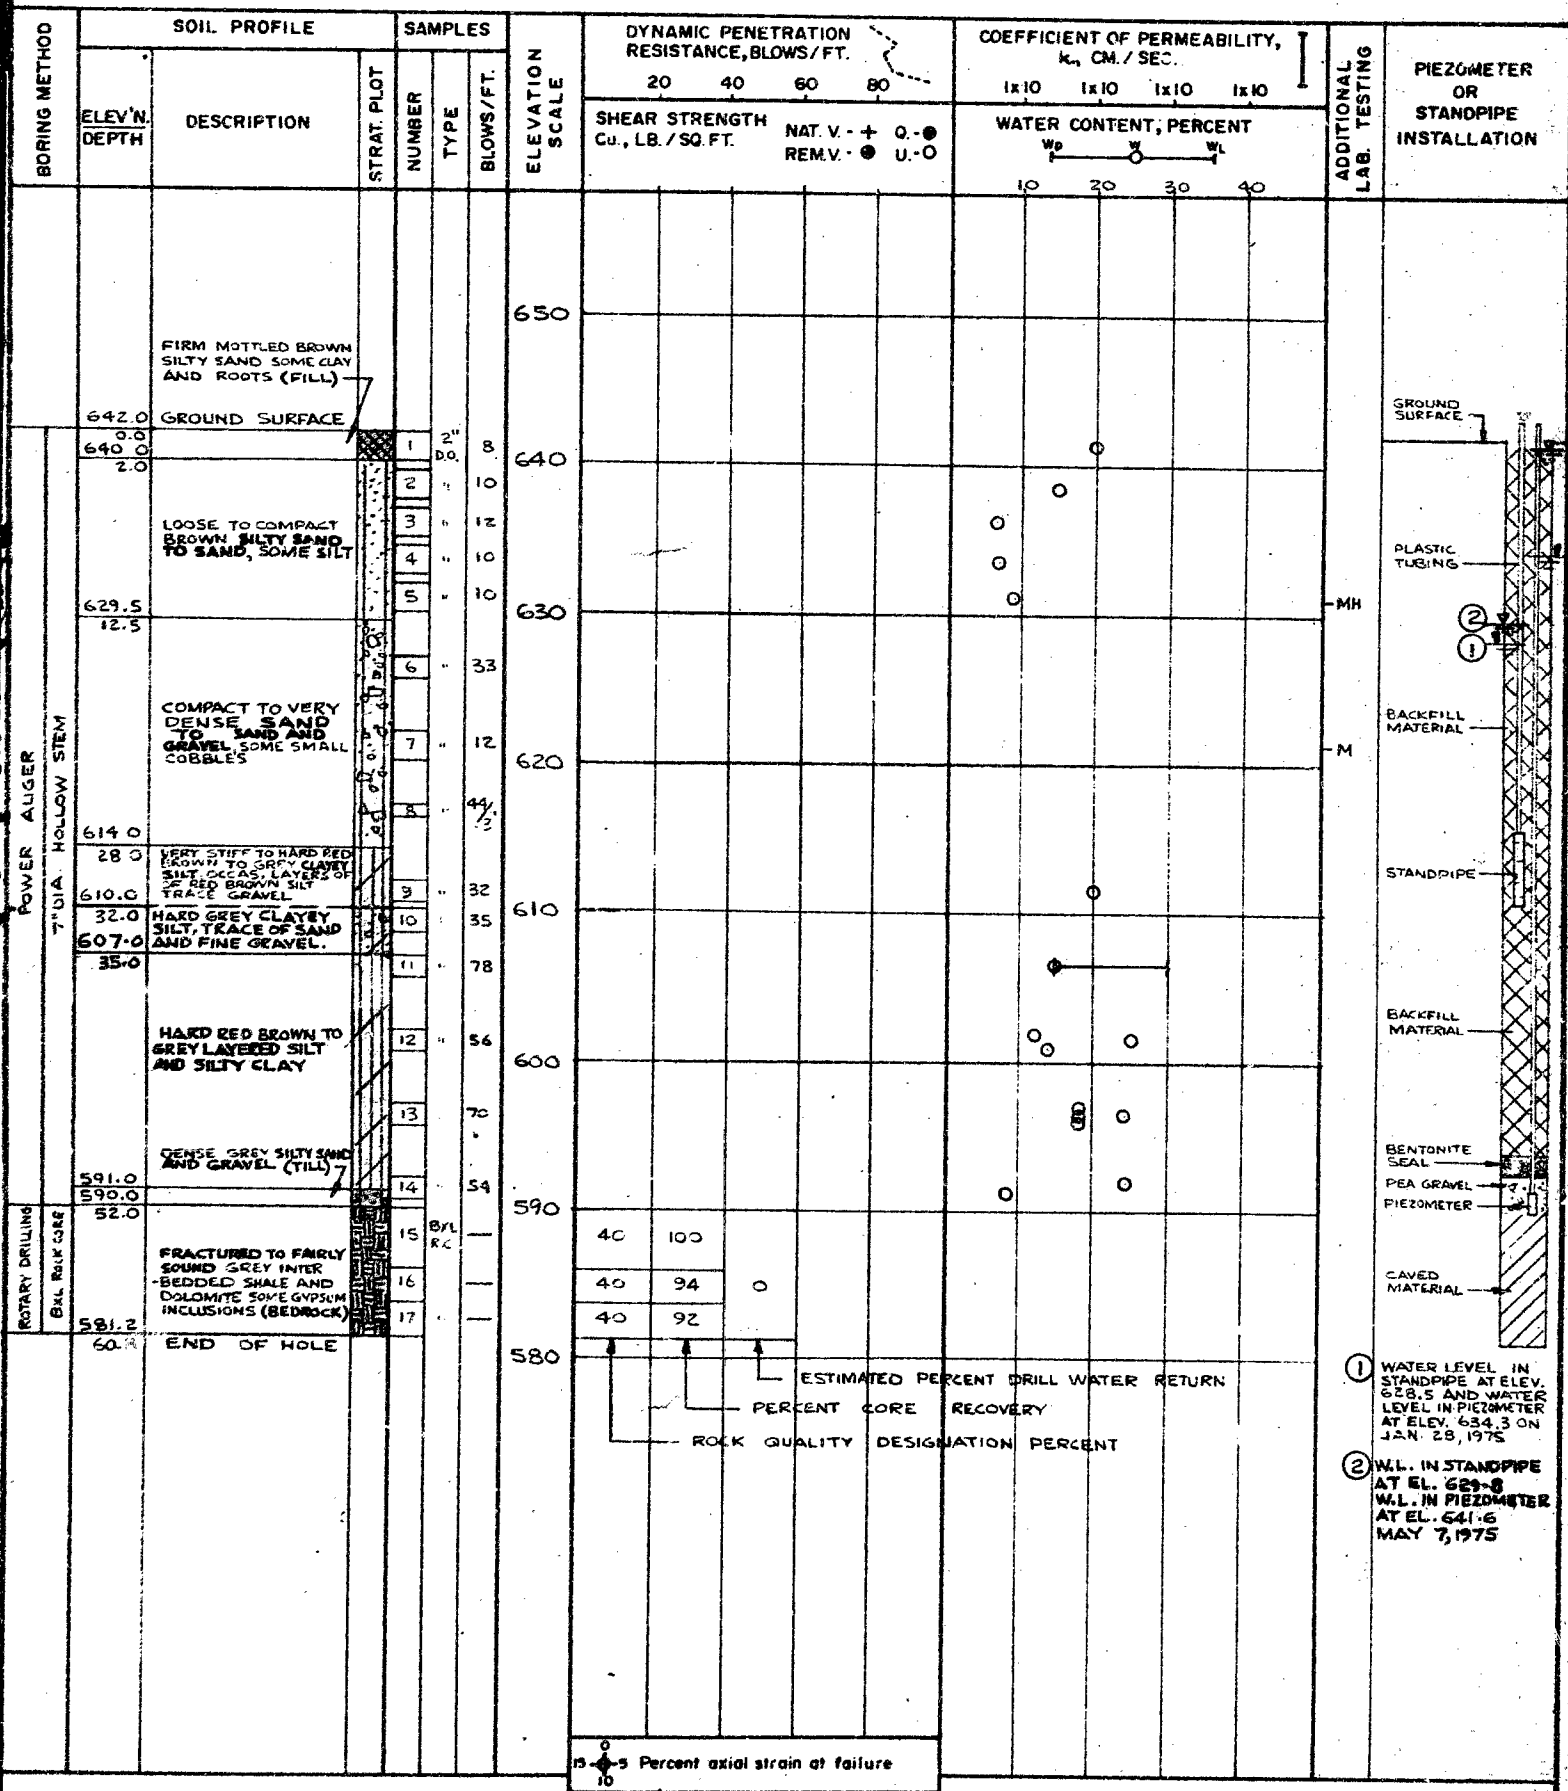 BORING METHOD
SOIL PROFILE
ELEV'N.
DEPTH
DESCRIPTION
STRAT. PLOT
SAMPLES
NUMBER
TYPE
BLOWS/FT.
ELEVATION
SCALE
DYNAMIC PENETRATION
RESISTANCE, BLOWS/FT.
20 40 60 80
SHEAR STRENGTH
Cu., LB./SQ.FT.
NAT. V. - + Q. - ●
REM.V. - ● U. - O
COEFFICIENT OF PERMEABILITY,
k, CM./SEC.
1x10 1x10 1x10 1x10
WATER CONTENT, PERCENT
Wp W WL
10 20 30 40
ADDITIONAL
LAB. TESTING
PIEZOMETER
OR
STANDPIPE
INSTALLATION
POWER AUGER
7" DIA. HOLLOW STEM
ROTARY DRILLING
BXL ROCK CORE
FIRM MOTTLED BROWN
SILTY SAND SOME CLAY
AND ROOTS (FILL)
642.0 GROUND SURFACE
0.0
640.0
2.0
LOOSE TO COMPACT
BROWN SILTY SAND
TO SAND, SOME SILT
629.5
12.5
COMPACT TO VERY
DENSE SAND
TO SAND AND
GRAVEL, SOME SMALL
COBBLES
614.0
28.0
VERY STIFF TO HARD RED
BROWN TO GREY CLAYEY
SILT, OCCAS. LAYERS OF
OF RED BROWN SILT
TRACE GRAVEL
610.0
32.0
HARD GREY CLAYEY
SILT, TRACE OF SAND
AND FINE GRAVEL.
607.0
35.0
HARD RED BROWN TO
GREY LAYERED SILT
AND SILTY CLAY
DENSE GREY SILTY SAND
AND GRAVEL (TILL)
591.0
590.0
52.0
FRACTURED TO FAIRLY
SOUND GREY INTER
-BEDDED SHALE AND
DOLOMITE SOME GYPSUM
INCLUSIONS (BEDROCK)
581.2
END OF HOLE
1 2" D.O. 8
2 " 10
3 " 12
4 " 10
5 " 10
6 " 33
7 " 12
8 "
9 " 32
10 " 35
11 " 78
12 " 56
13 70
14 54
15 BXL R.C. —
16 —
17 —
650
640
630
620
610
600
590
580
40 100
40 94 0
40 92
ESTIMATED PERCENT DRILL WATER RETURN
PERCENT CORE RECOVERY
ROCK QUALITY DESIGNATION PERCENT
MH
M
GROUND
SURFACE
PLASTIC
TUBING
2
1
BACKFILL
MATERIAL
STANDPIPE
BACKFILL
MATERIAL
BENTONITE
SEAL
PEA GRAVEL
PIEZOMETER
CAVED
MATERIAL
1 WATER LEVEL IN
STANDPIPE AT ELEV.
628.5 AND WATER
LEVEL IN PIEZOMETER
AT ELEV. 634.3 ON
JAN. 28, 1975
2 W.L. IN STANDPIPE
AT EL. 629.8
W.L. IN PIEZOMETER
AT EL. 641.6
MAY 7, 1975
0
15 5 Percent axial strain at failure
10